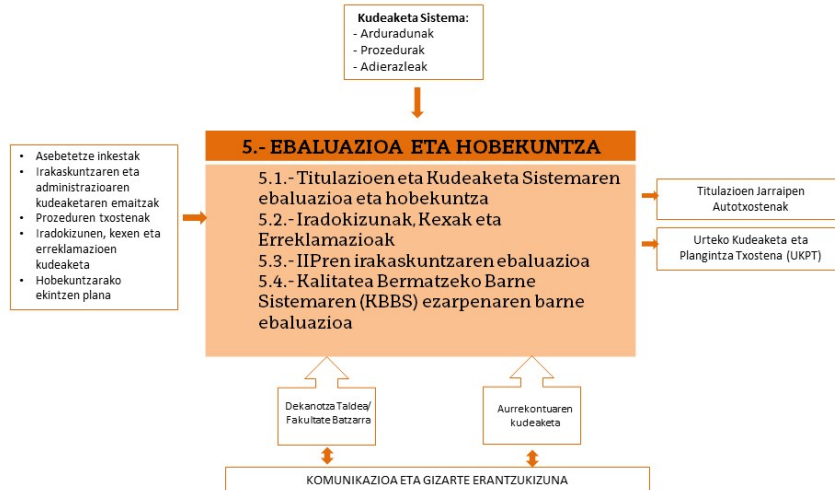 Kudeaketa Sistema:
- Arduradunak
- Prozedurak
- Adierazleak
• Asebetetze inkestak
• Irakaskuntzaren eta
administrazioaren
kudeaketaren emaitzak
• Prozeduren txostenak
• Iradokizunen, kexen eta
erreklamazioen
kudeaketa
• Hobekuntzarako
ekintzen plana
5.- EBALUAZIOA ETA HOBEKUNTZA
5.1.- Titulazioen eta Kudeaketa Sistemaren
ebaluazioa eta hobekuntza
5.2.- Iradokizunak, Kexak eta
Erreklamazioak
5.3.- IIPren irakaskuntzaren ebaluazioa
5.4.- Kalitatea Bermatzeko Barne
Sistemaren (KBBS) ezarpenaren barne
ebaluazioa
Titulazioen Jarraipen
Autotxostenak
Urteko Kudeaketa eta
Plangintza Txostena (UKPT)
Dekanotza Taldea/
Fakultate Batzarra
Aurrekontuaren
kudeaketa
KOMUNIKAZIOA ETA GIZARTE ERANTZUKIZUNA